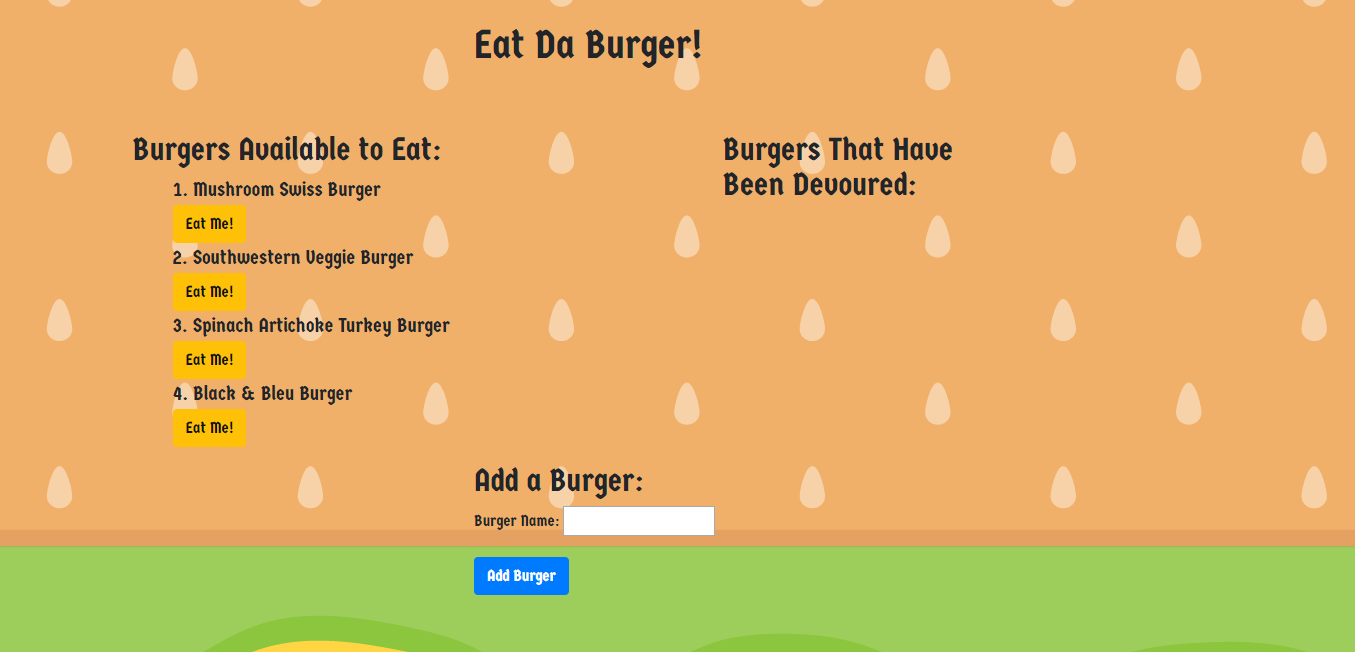 Eat Da Burger!
Burgers Available to Eat:
1. Mushroom Swiss Burger
Eat Me!
2. Southwestern Veggie Burger
Eat Me!
3. Spinach Artichoke Turkey Burger
Eat Me!
4. Black & Bleu Burger
Eat Me!
Burgers That Have
Been Devoured:
Add a Burger:
Burger Name:
Add Burger